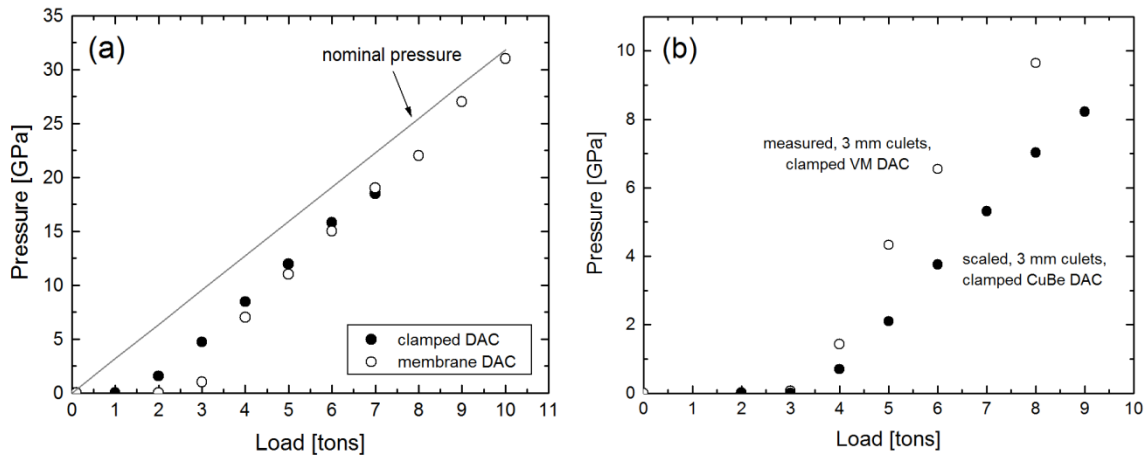 (a)
nominal pressure
Pressure [GPa]
35
30
25
20
15
10
5
0
clamped DAC
membrane DAC
0 1 2 3 4 5 6 7 8 9 10 11
Load [tons]
(b)
measured, 3 mm culets,
clamped VM DAC
scaled, 3 mm culets,
clamped CuBe DAC
Pressure [GPa]
10
8
6
4
2
0
0 1 2 3 4 5 6 7 8 9 10
Load [tons]